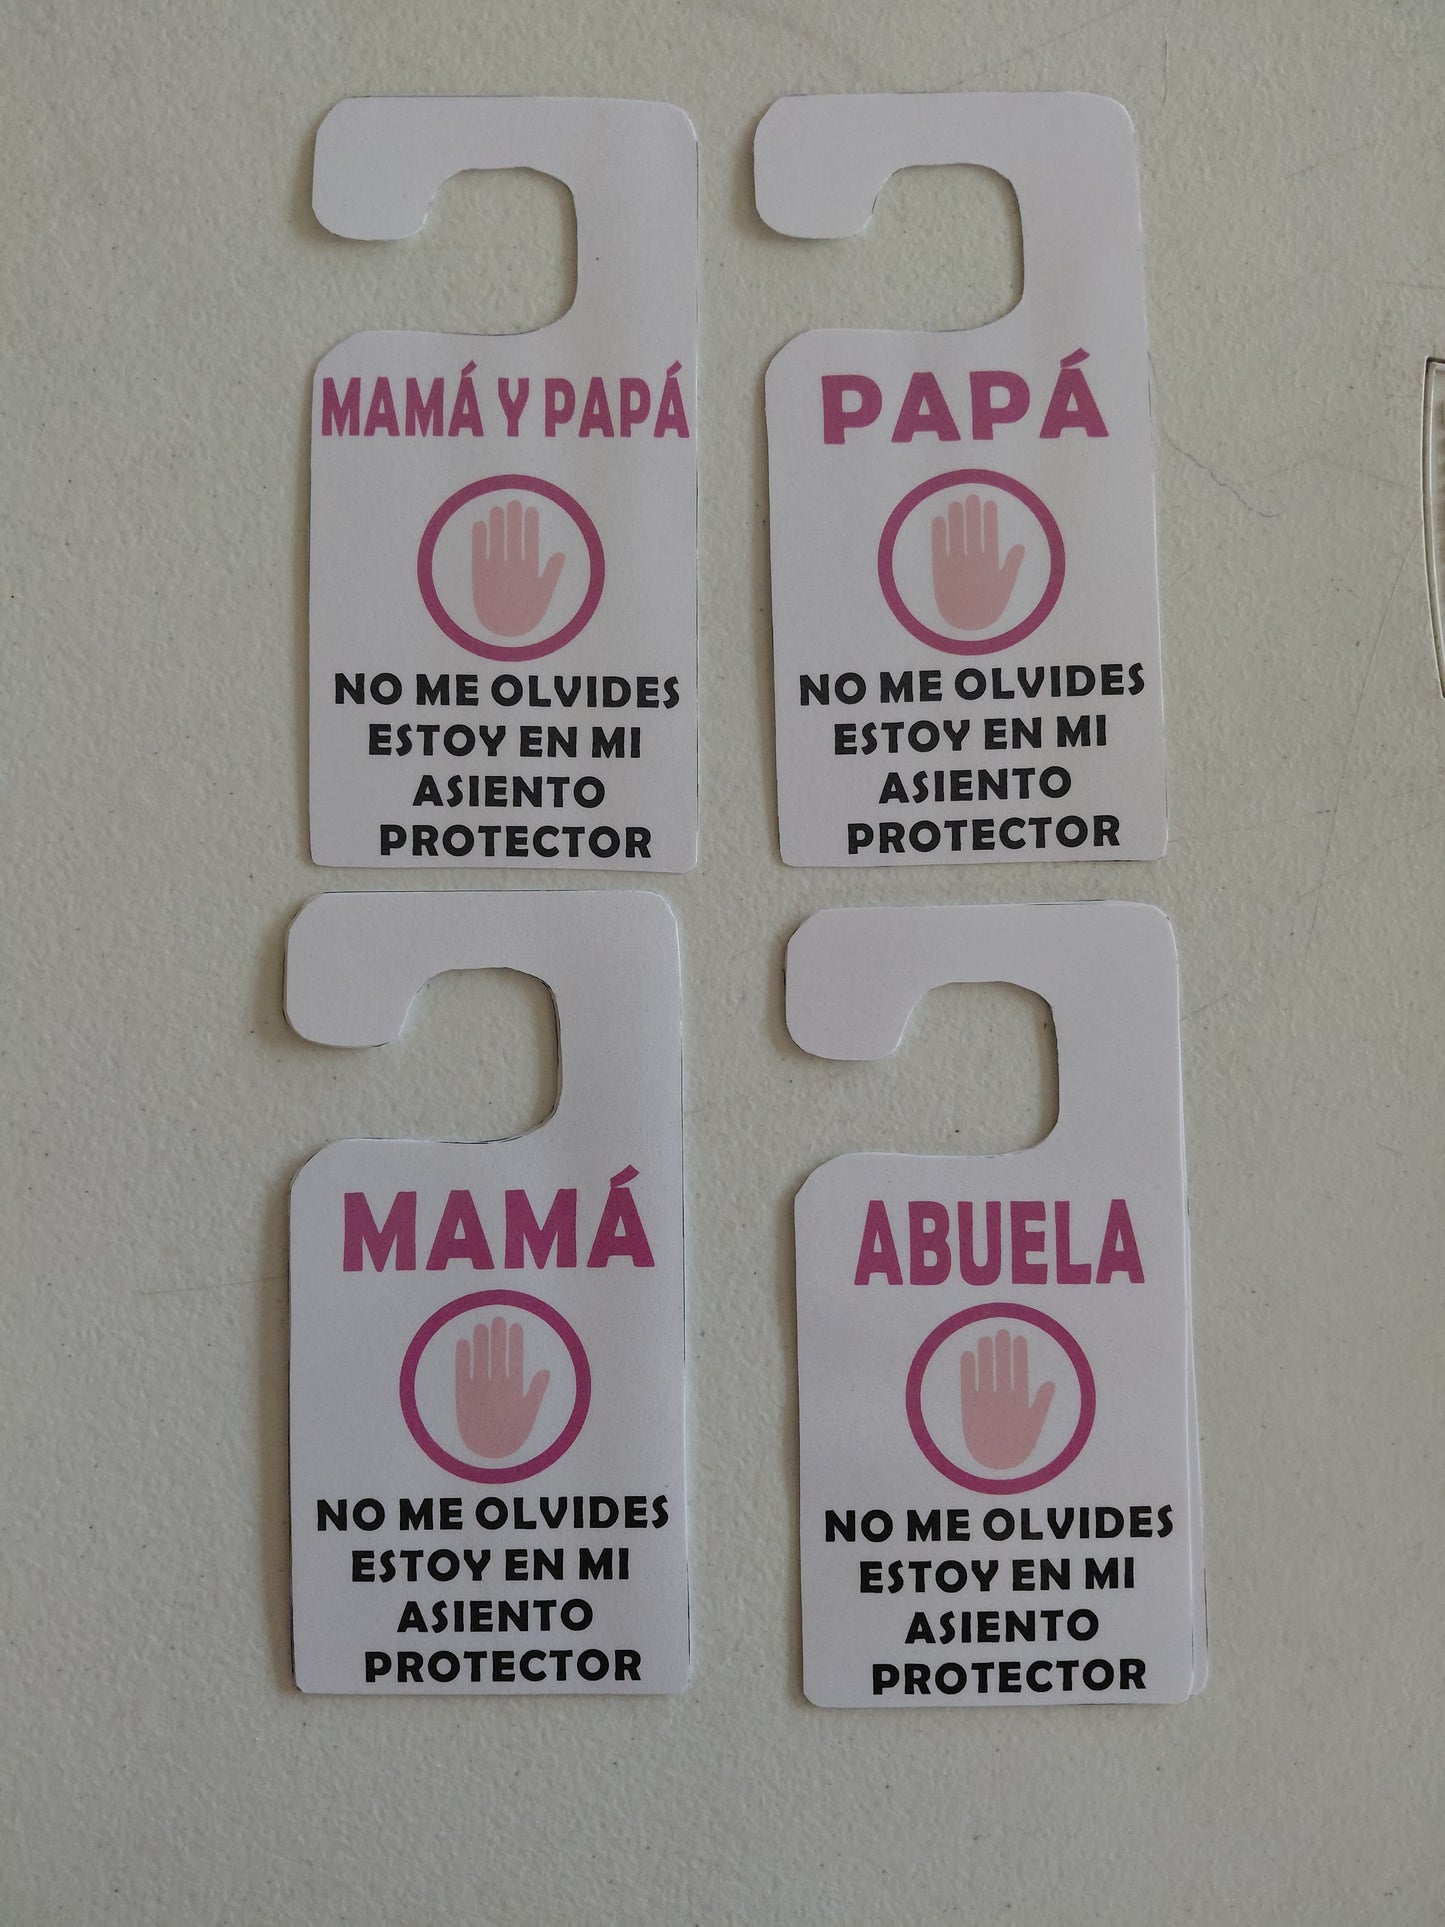 MAMÁ Y PAPÁ
NO ME OLVIDES
ESTOY EN MI
ASIENTO
PROTECTOR
PAPÁ
NO ME OLVIDES
ESTOY EN MI
ASIENTO
PROTECTOR
MAMÁ
NO ME OLVIDES
ESTOY EN MI
ASIENTO
PROTECTOR
ABUELA
NO ME OLVIDES
ESTOY EN MI
ASIENTO
PROTECTOR